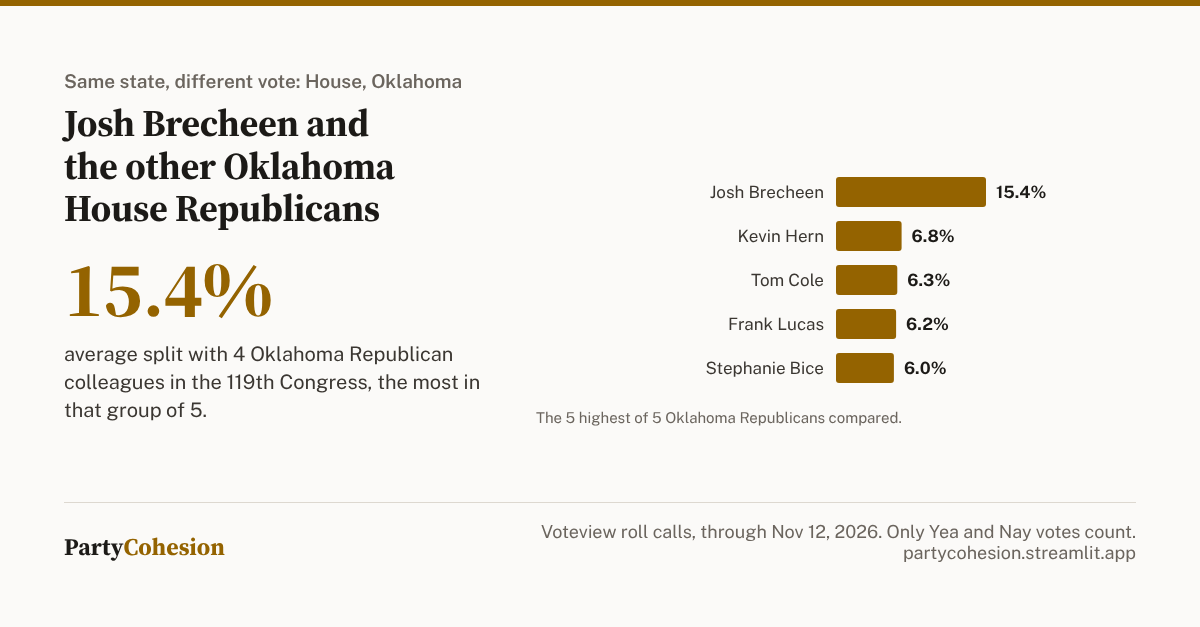 Same state, different vote: House, Oklahoma
Josh Brecheen and
the other Oklahoma
House Republicans
15.4%
average split with 4 Oklahoma Republican
colleagues in the 119th Congress, the most in
that group of 5.
Josh Brecheen 15.4%
Kevin Hern 6.8%
Tom Cole 6.3%
Frank Lucas 6.2%
Stephanie Bice 6.0%
The 5 highest of 5 Oklahoma Republicans compared.
PartyCohesion
Voteview roll calls, through Nov 12, 2026. Only Yea and Nay votes count.
partycohesion.streamlit.app